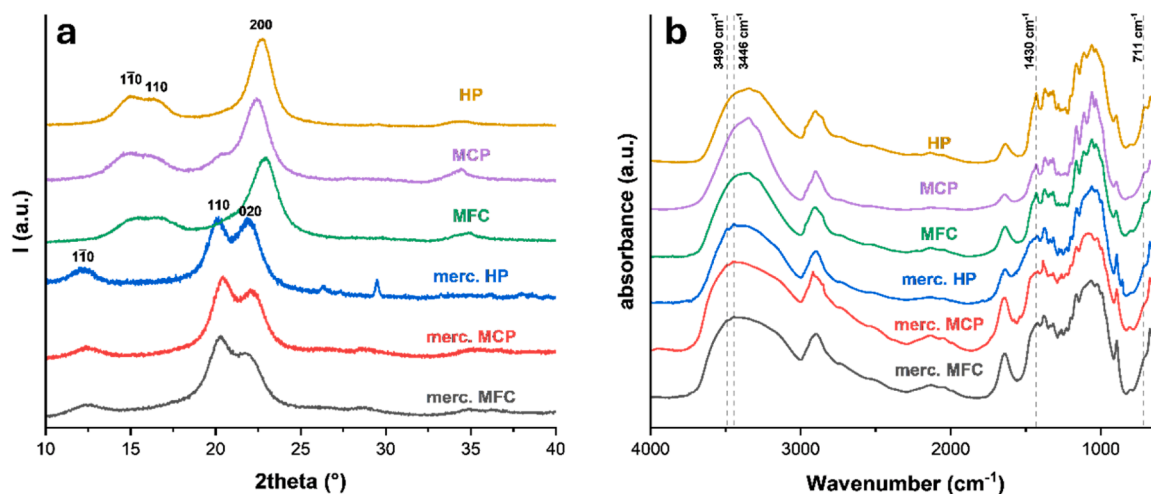 a
200
11̄0
110
HP
MCP
MFC
110
020
11̄0
merc. HP
merc. MCP
merc. MFC
10
15
20
25
30
35
40
2theta (°)
I (a.u.)
b
3490 cm⁻¹
3446 cm⁻¹
1430 cm⁻¹
711 cm⁻¹
HP
MCP
MFC
merc. HP
merc. MCP
merc. MFC
4000
3000
2000
1000
Wavenumber (cm⁻¹)
absorbance (a.u.)